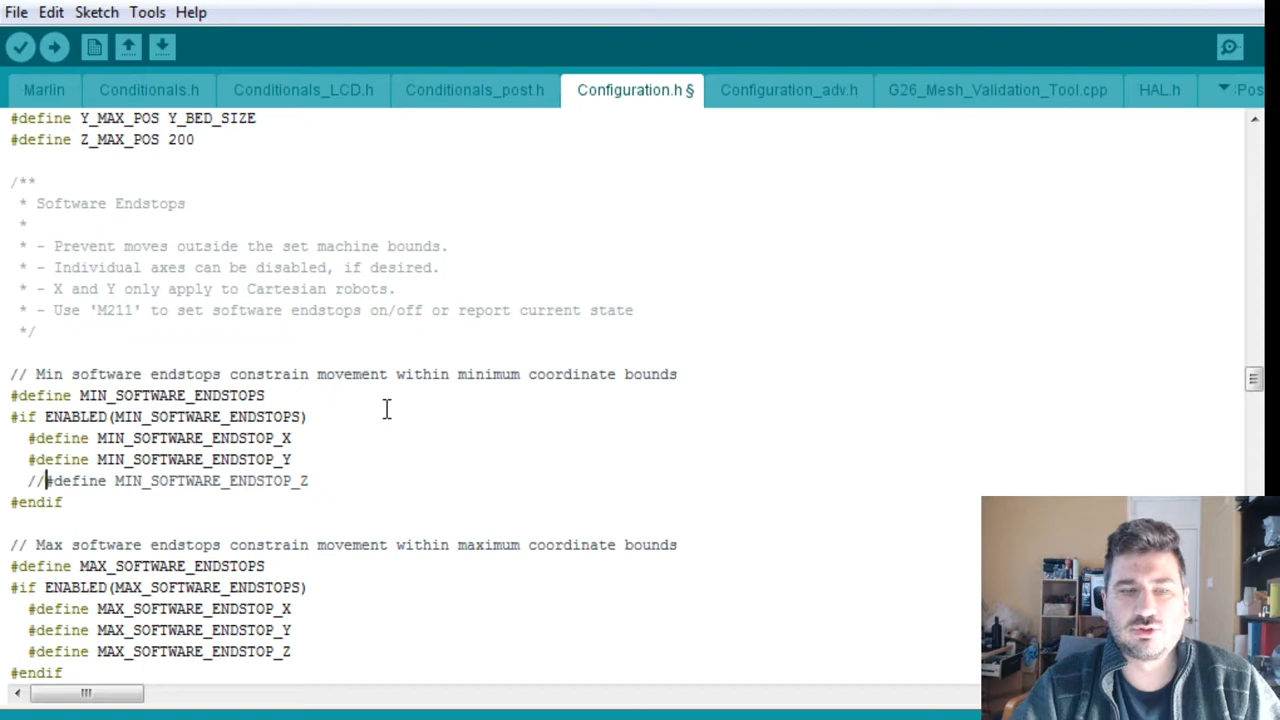 File Edit Sketch Tools Help
Marlin Conditionals.h Conditionals_LCD.h Conditionals_post.h Configuration.h § Configuration_adv.h G26_Mesh_Validation_Tool.cpp HAL.h Pos
#define Y_MAX_POS Y_BED_SIZE
#define Z_MAX_POS 200
/**
* Software Endstops
*
* - Prevent moves outside the set machine bounds.
* - Individual axes can be disabled, if desired.
* - X and Y only apply to Cartesian robots.
* - Use 'M211' to set software endstops on/off or report current state
*/
// Min software endstops constrain movement within minimum coordinate bounds
#define MIN_SOFTWARE_ENDSTOPS
#if ENABLED(MIN_SOFTWARE_ENDSTOPS)
#define MIN_SOFTWARE_ENDSTOP_X
#define MIN_SOFTWARE_ENDSTOP_Y
//#define MIN_SOFTWARE_ENDSTOP_Z
#endif
// Max software endstops constrain movement within maximum coordinate bounds
#define MAX_SOFTWARE_ENDSTOPS
#if ENABLED(MAX_SOFTWARE_ENDSTOPS)
#define MAX_SOFTWARE_ENDSTOP_X
#define MAX_SOFTWARE_ENDSTOP_Y
#define MAX_SOFTWARE_ENDSTOP_Z
#endif